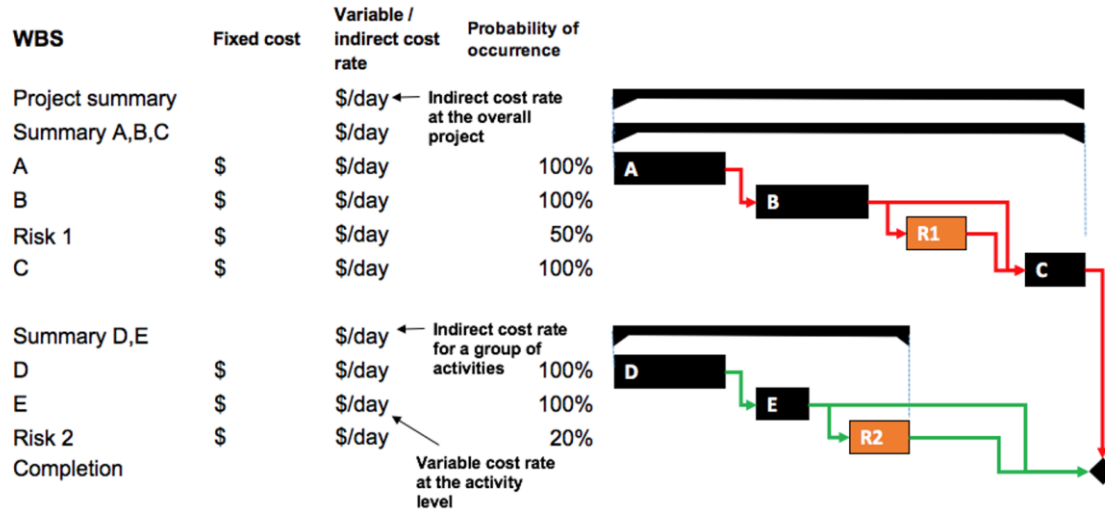 WBS Fixed cost Variable / indirect cost rate Probability of occurrence
Project summary $/day Indirect cost rate at the overall project
Summary A,B,C $/day
A $ $/day 100% A
B $ $/day 100% B
Risk 1 $ $/day 50% R1
C $ $/day 100% C
Summary D,E $/day Indirect cost rate for a group of activities
D $ $/day 100% D
E $ $/day 100% E
Risk 2 $ $/day 20% R2
Completion
Variable cost rate at the activity level